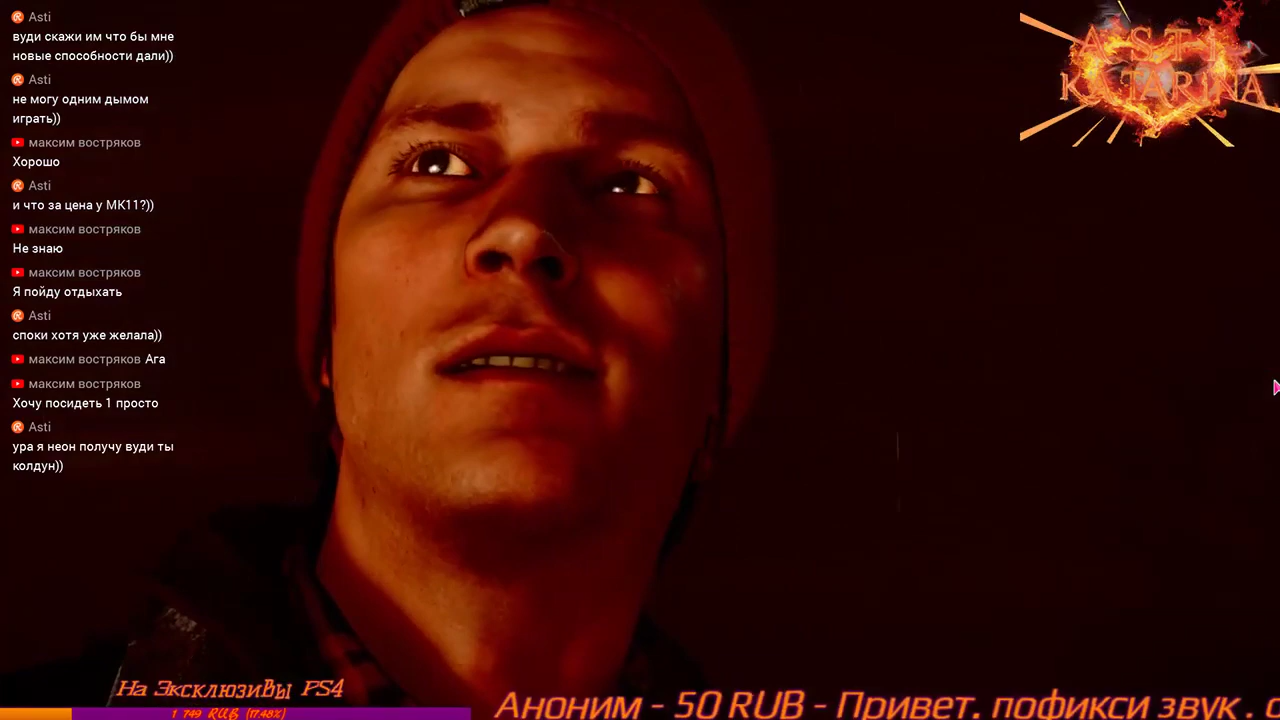 Asti
вуди скажи им что бы мне
новые способности дали))
Asti
не могу одним дымом
играть))
максим востряков
Хорошо
Asti
и что за цена у МК11?))
максим востряков
Не знаю
максим востряков
Я пойду отдыхать
Asti
споки хотя уже желала))
максим востряков Ага
максим востряков
Хочу посидеть 1 просто
Asti
ура я неон получу вуди ты
колдун))
ASTI
KATARINA
На Эксклюзивы PS4
1 749 RUB (17.48%)
Аноним - 50 RUB - Привет. пофикси звук . с